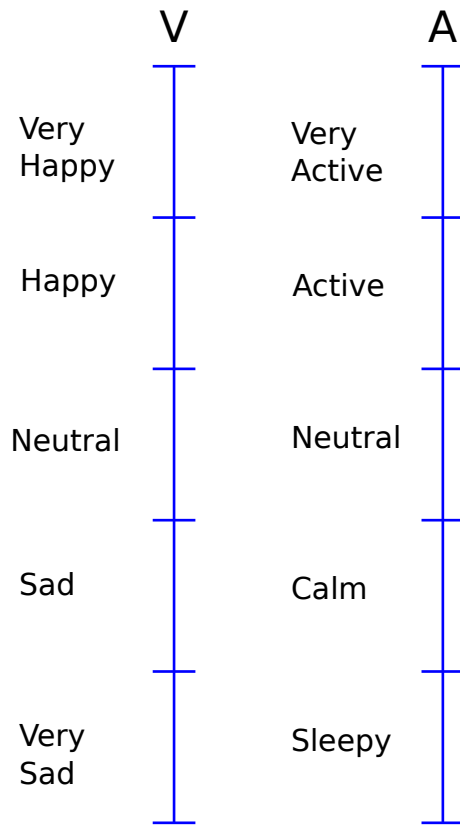 V
Very
Happy
Happy
Neutral
Sad
Very
Sad
A
Very
Active
Active
Neutral
Calm
Sleepy